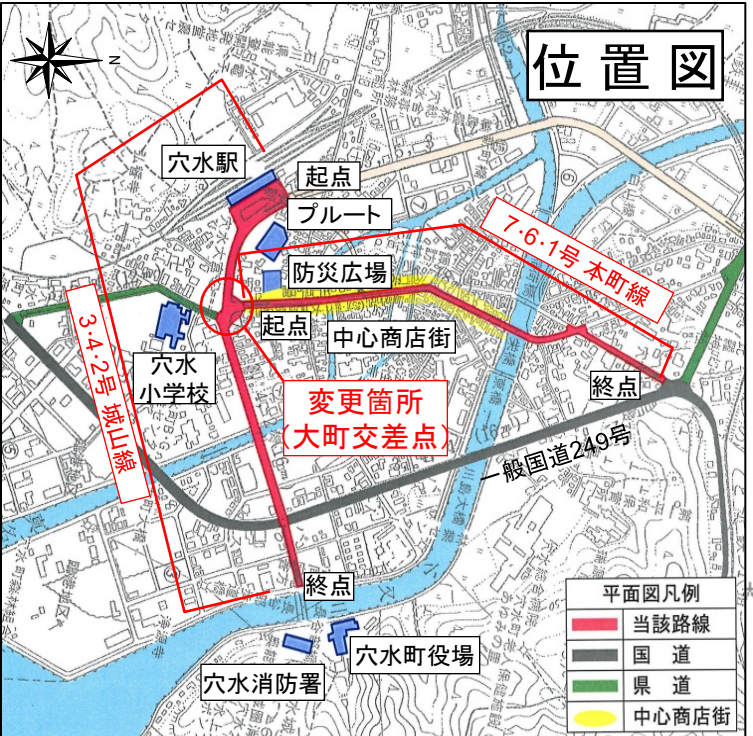 位置図
N
穴水駅
起点
プルート
7・6・1号 本町線
防災広場
起点
中心商店街
3・4・2号 城山線
穴水
小学校
変更箇所
(大町交差点)
終点
一般国道249号
終点
穴水町役場
穴水消防署
平面図凡例
当該路線
国道
県道
中心商店街